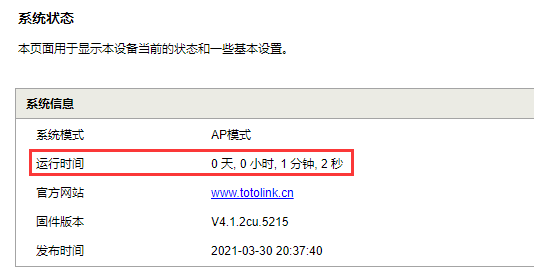 系统状态
本页面用于显示本设备当前的状态和一些基本设置。
系统信息
系统模式 AP模式
运行时间 0 天, 0 小时, 1 分钟, 2 秒
官方网站 www.totolink.cn
固件版本 V4.1.2cu.5215
发布时间 2021-03-30 20:37:40